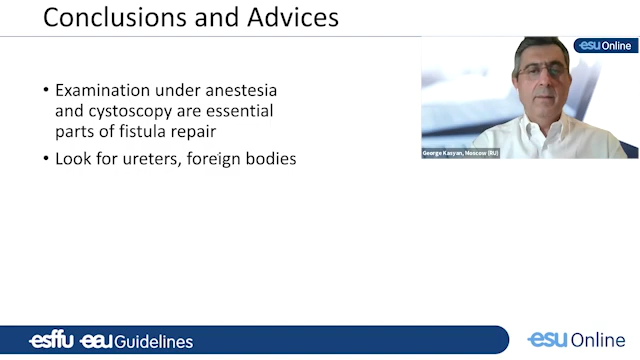 Conclusions and Advices
esu Online
• Examination under anestesia
and cystoscopy are essential
parts of fistula repair
• Look for ureters, foreign bodies
George Kasyan, Moscow (RU)
esffu eau Guidelines
esu Online